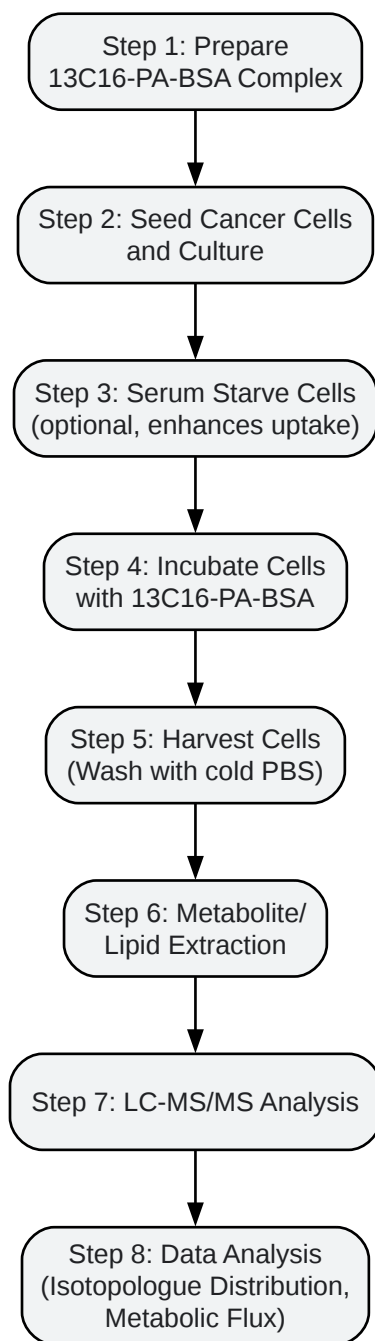 Step 1: Prepare
13C16-PA-BSA Complex
Step 2: Seed Cancer Cells
and Culture
Step 3: Serum Starve Cells
(optional, enhances uptake)
Step 4: Incubate Cells
with 13C16-PA-BSA
Step 5: Harvest Cells
(Wash with cold PBS)
Step 6: Metabolite/
Lipid Extraction
Step 7: LC-MS/MS Analysis
Step 8: Data Analysis
(Isotopologue Distribution,
Metabolic Flux)